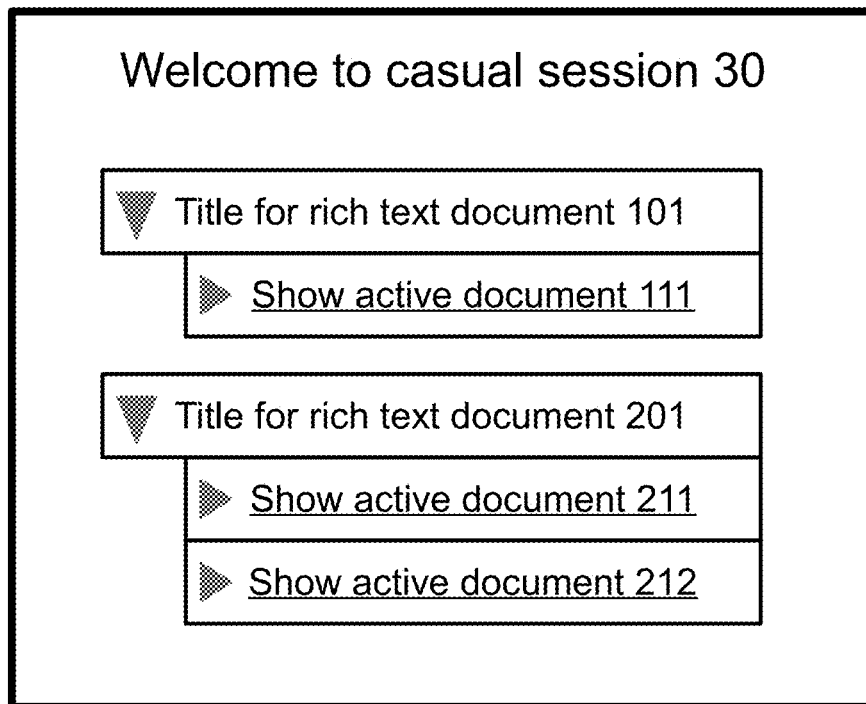 Welcome to casual session 30
Title for rich text document 101
Show active document 111
Title for rich text document 201
Show active document 211
Show active document 212